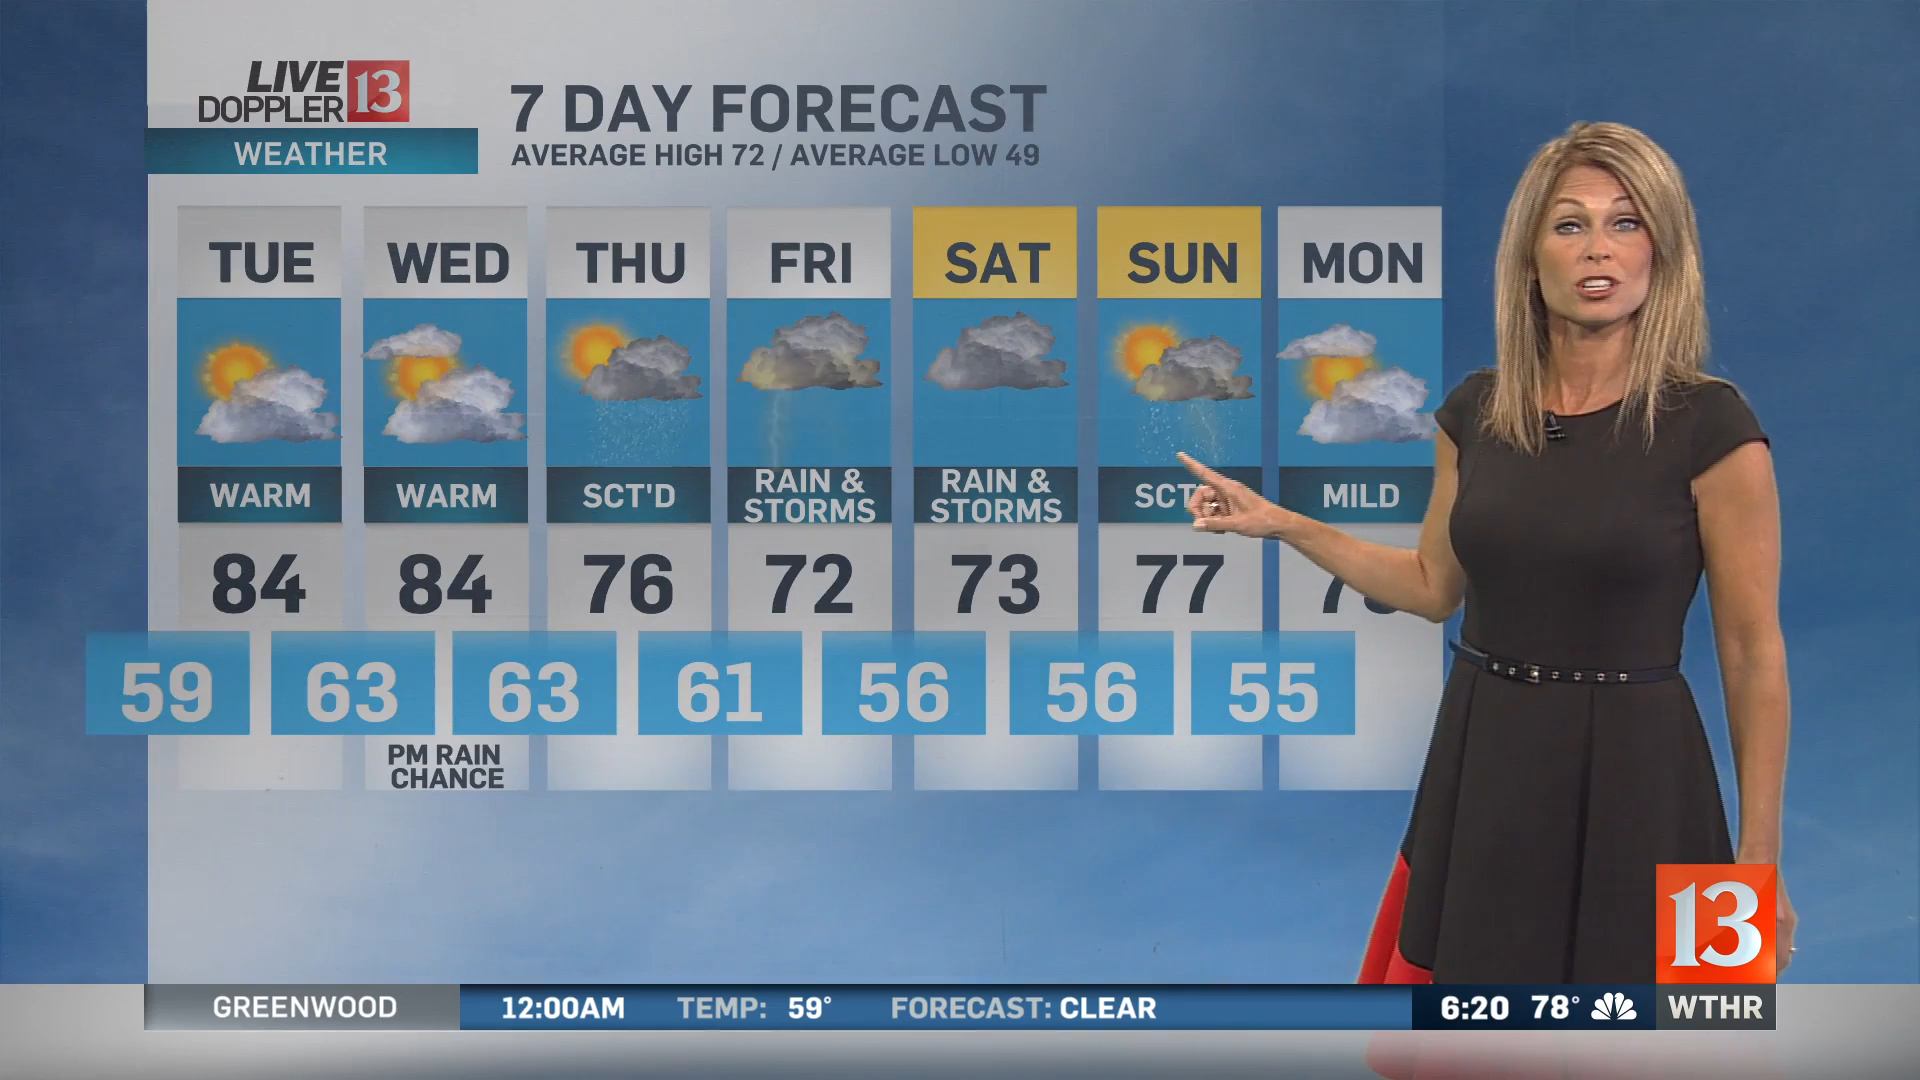 LIVE
DOPPLER 13
WEATHER
7 DAY FORECAST
AVERAGE HIGH 72 / AVERAGE LOW 49
TUE WED THU FRI SAT SUN MON
WARM WARM SCT'D RAIN & STORMS RAIN & STORMS MILD
84 84 76 72 73 77
59 63 63 61 56 56 55
PM RAIN
CHANCE
13
GREENWOOD 12:00AM TEMP: 59° FORECAST: CLEAR 6:20 78° WTHR